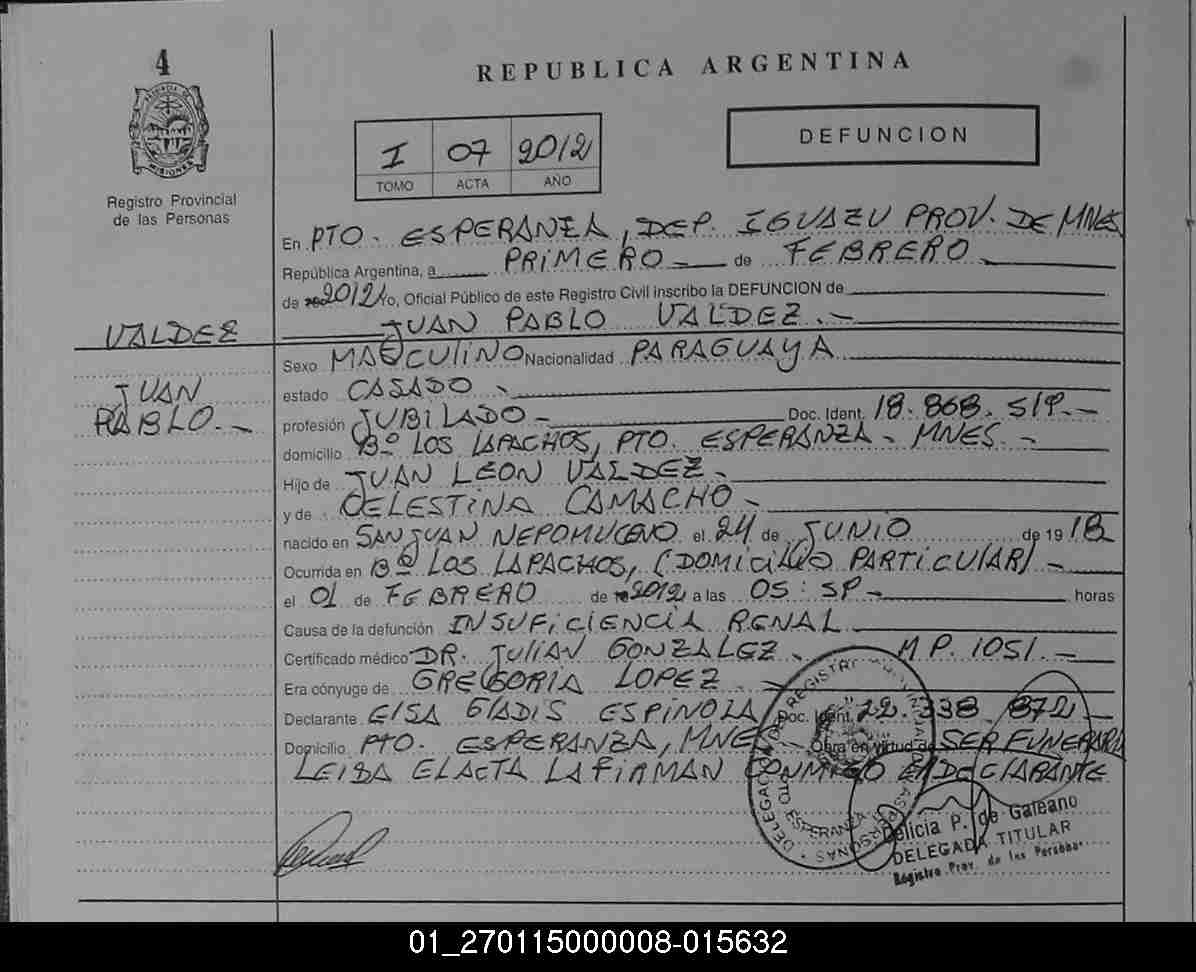 4
REPUBLICA ARGENTINA
I 07 2012
TOMO ACTA AÑO
DEFUNCION
Registro Provincial
de las Personas
En PTO. ESPERANZA, DEP. IGUAZU PROV. DE MNES
República Argentina, a PRIMERO - de FEBRERO
de 2012 yo, Oficial Público de este Registro Civil inscribo la DEFUNCION de
JUAN PABLO VALDEZ.-
VALDEZ
JUAN
PABLO.-
Sexo MASCULINO Nacionalidad PARAGUAYA
estado CASADO -
profesión JUBILADO - Doc. Ident. 18.868.519.-
domicilio Bº LOS LAPACHOS, PTO. ESPERANZA - MNES -
Hijo de JUAN LEON VALDEZ -
y de CELESTINA CAMACHO -
nacido en SAN JUAN NEPOMUCENO el 24 de JUNIO de 1918
Ocurrida en Bº LOS LAPACHOS, (DOMICILIO PARTICULAR) -
el 01 de FEBRERO de 2012 a las 05: horas
Causa de la defunción INSUFICIENCIA RENAL
Certificado médico DR. JULIAN GONZALEZ - M P. 1051.-
Era cónyuge de GREGORIA LOPEZ -
Declarante ELSA GLADIS ESPINOLA Doc. Ident. 22.338.872 -
Domicilio PTO. ESPERANZA, MNES - Obra en virtud de SER FUNERARIA
LEIDA EL ACTA LA FIRMAN CONMIGO EL DECLARANTE
DELEGACION REGISTRO PROVINCIAL DE LAS PERSONAS
PTO ESPERANZA
Delicia P. de Galeano
DELEGADA TITULAR
Registro Prov. de las Personas
01_270115000008-015632